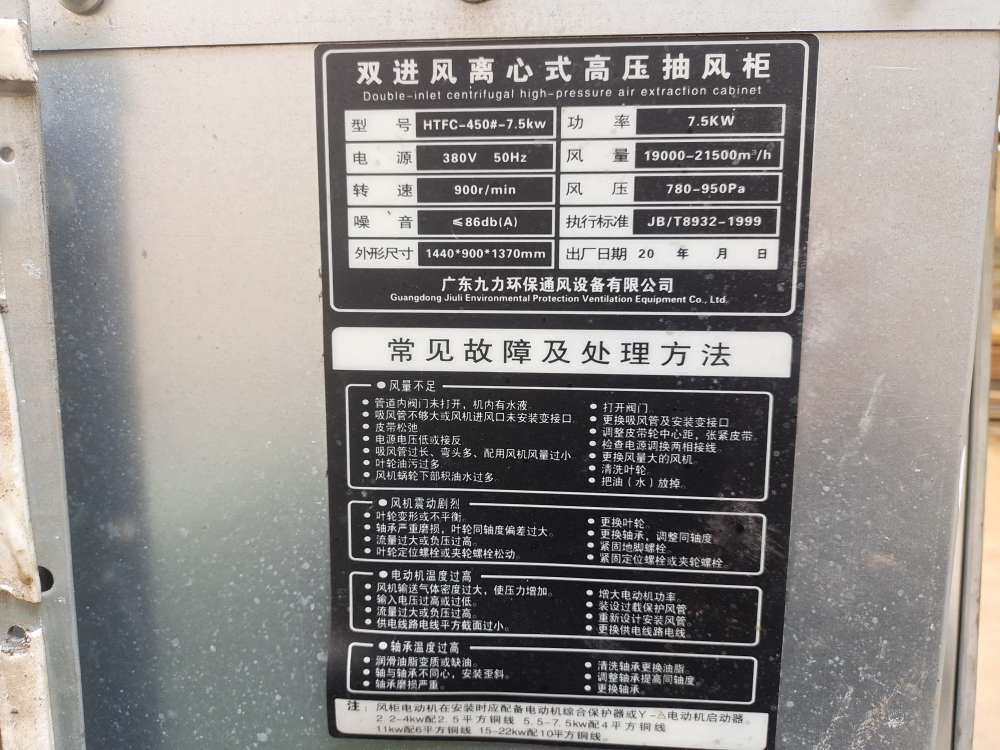 双进风离心式高压抽风柜
Double-inlet centrifugal high-pressure air extraction cabinet
型 号 HTFC-450#-7.5kw 功 率 7.5KW
电 源 380V 50Hz 风 量 19000-21500m³/h
转 速 900r/min 风 压 780-950Pa
噪 音 ≤86db(A) 执行标准 JB/T8932-1999
外形尺寸 1440*900*1370mm 出厂日期 20 年 月 日
广东九力环保通风设备有限公司
Guangdong Jiuli Environmental Protection Ventilation Equipment Co., Ltd.
常见故障及处理方法
●风量不足
●管道内阀门未打开，机内有水液。 ●打开阀门。
●吸风管不够大或风机进风口未安装变接口。 ●更换吸风管及安装变接口。
●皮带松弛 ●调整皮带轮中心距，张紧皮带。
●电源电压低或接反 ●检查电源调换两相接线。
●吸风管过长、弯头多、配用风机风量过小。 ●更换风量大的风机。
●叶轮油污过多。 ●清洗叶轮。
●风机蜗轮下部积油水过多。 ●把油（水）放掉。
●风机震动剧烈
●叶轮变形或不平衡。 ●更换叶轮。
●轴承严重磨损，叶轮同轴度偏差过大。 ●更换轴承，调整同轴度。
●流量过大或负压过高。 ●紧固地脚螺栓。
●叶轮定位螺栓或夹轮螺栓松动。 ●紧固定位螺栓或夹轮螺栓。
●电动机温度过高
●风机输送气体密度过大，使压力增加。 ●增大电动机功率。
●输入电压过高或过低。 ●装设过载保护风管。
●流量过大或负压过高。 ●重新设计安装风管。
●供电线路电线平方截面过小。 ●更换供电线路电线。
●轴承温度过高
●润滑油脂变质或缺油。 ●清洗轴承更换油脂。
●轴与轴承不同心，安装歪斜。 ●调整轴承提高同轴度。
●轴承磨损严重。 ●更换轴承。
注：风柜电动机在安装时应配备电动机综合保护器或Y-△电动机启动器。
2.2-4kw配2.5平方铜线 5.5-7.5kw配4平方铜线
11kw配6平方铜线 15-22kw配10平方铜线。